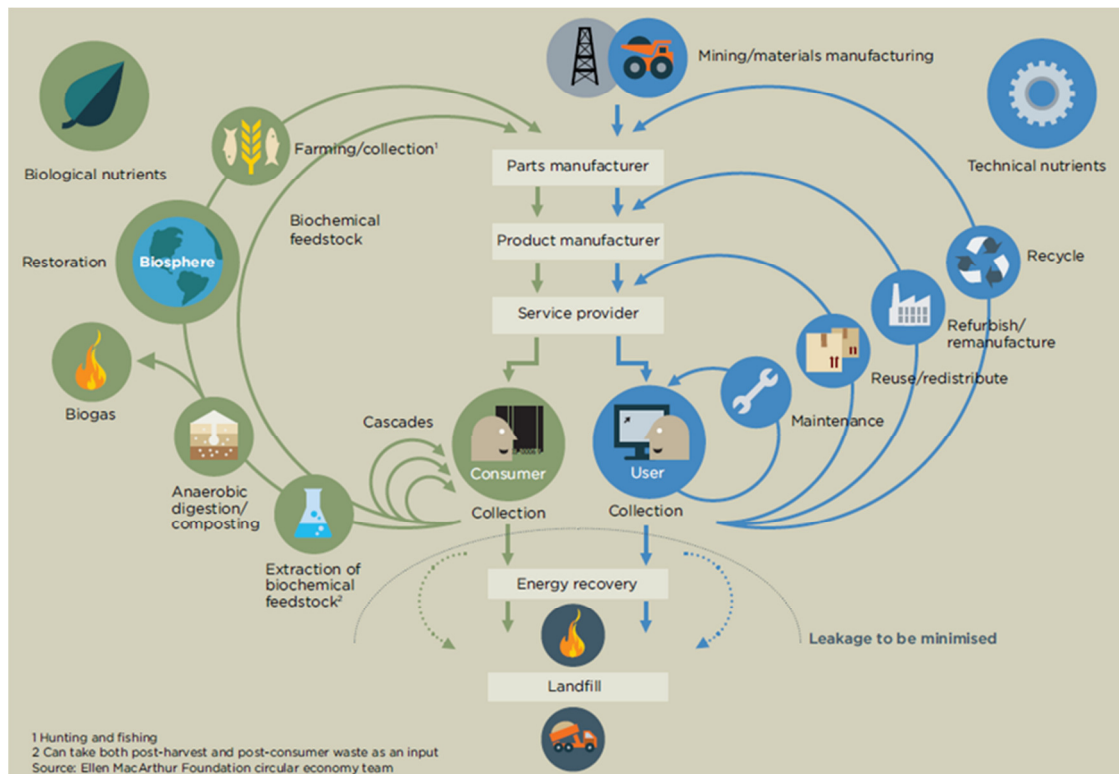 Mining/materials manufacturing
Biological nutrients
Technical nutrients
Farming/collection¹
Parts manufacturer
Biochemical
feedstock
Restoration
Biosphere
Product manufacturer
Recycle
Service provider
Refurbish/
remanufacture
Biogas
Reuse/redistribute
Cascades
Maintenance
Consumer
User
Anaerobic
digestion/
composting
Collection
Collection
Extraction of
biochemical
feedstock²
Energy recovery
Leakage to be minimised
Landfill
1 Hunting and fishing
2 Can take both post-harvest and post-consumer waste as an input
Source: Ellen MacArthur Foundation circular economy team